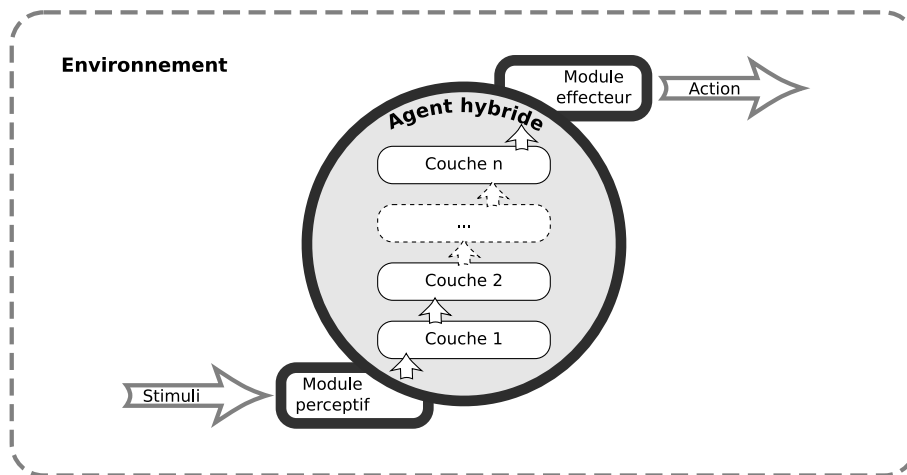 Environnement
Module
effecteur
Action
Agent hybride
Couche n
...
Couche 2
Couche 1
Module
perceptif
Stimuli